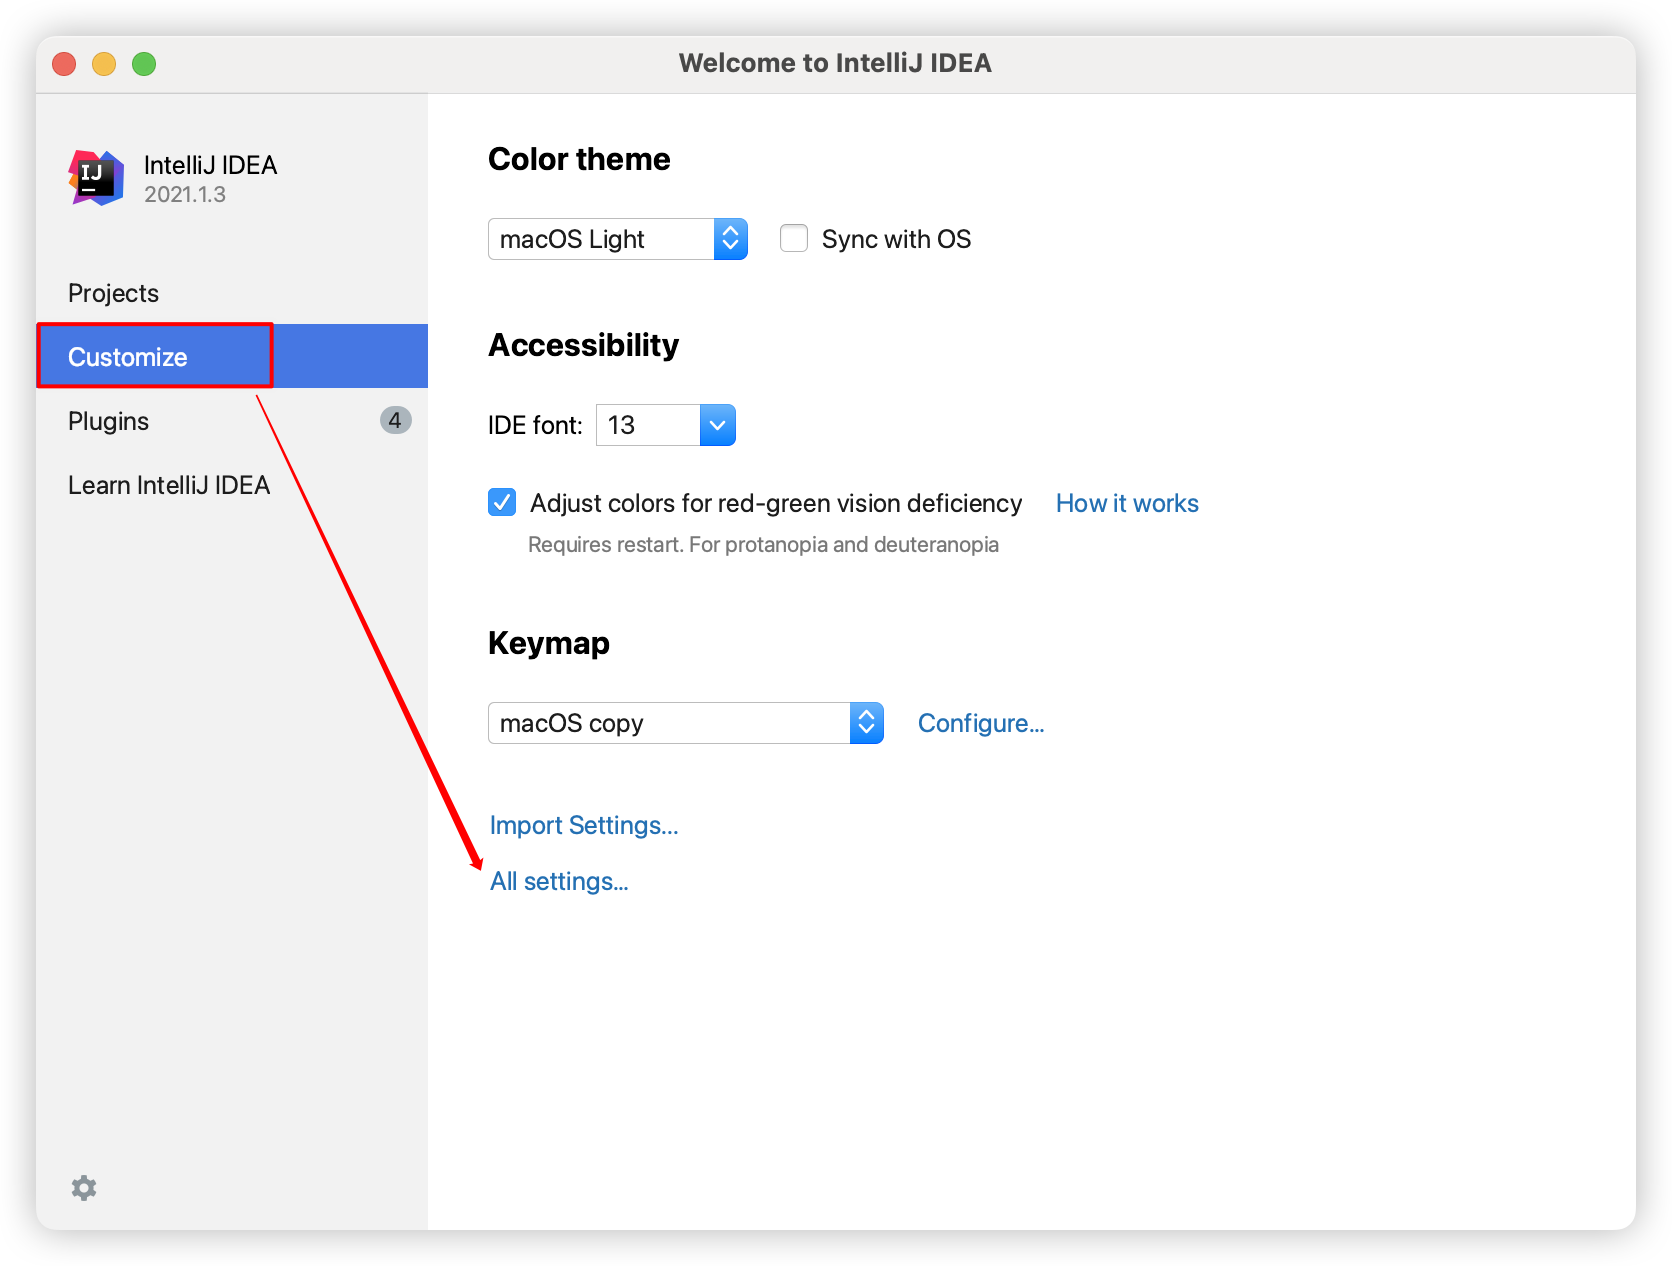 Welcome to IntelliJ IDEA
IJ
IntelliJ IDEA
2021.1.3
Projects
Customize
Plugins 4
Learn IntelliJ IDEA
Color theme
macOS Light Sync with OS
Accessibility
IDE font: 13
Adjust colors for red-green vision deficiency How it works
Requires restart. For protanopia and deuteranopia
Keymap
macOS copy Configure...
Import Settings...
All settings...